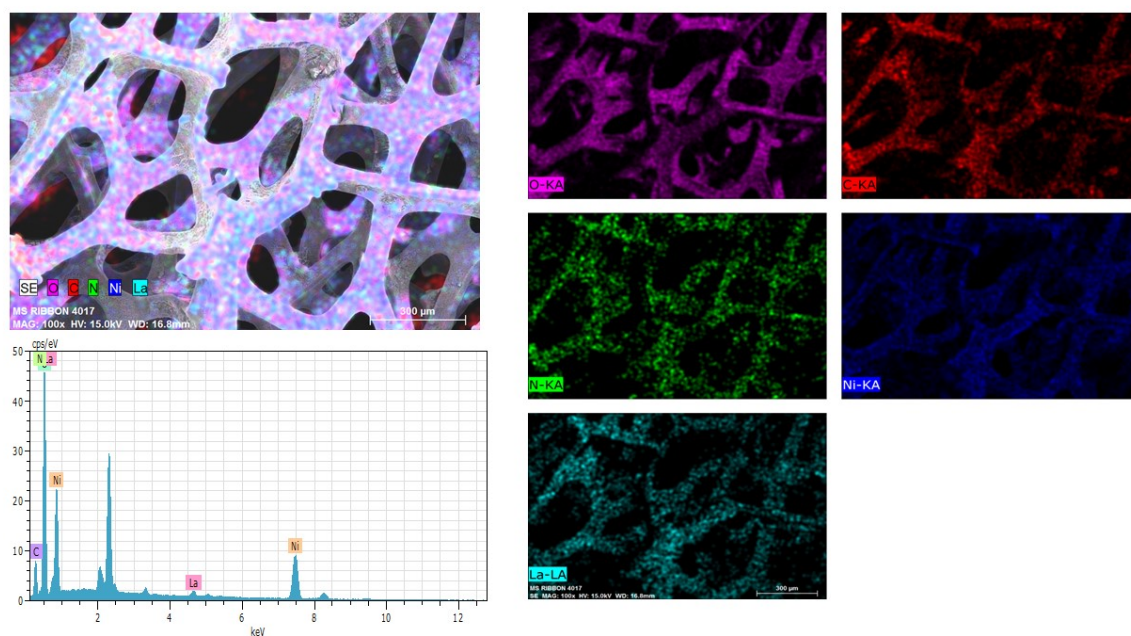 SE O C N Ni La
300 µm
MS RIBBON 4017
MAG: 100x HV: 15.0kV WD: 16.8mm
O-KA
C-KA
N-KA
Ni-KA
La-LA
300 µm
MS RIBBON 4017
SE MAG: 100x HV: 15.0kV WD: 16.8mm
cps/eV
50
40
30
20
10
0
N La
Ni
C
La
Ni
2 4 6 8 10 12
keV